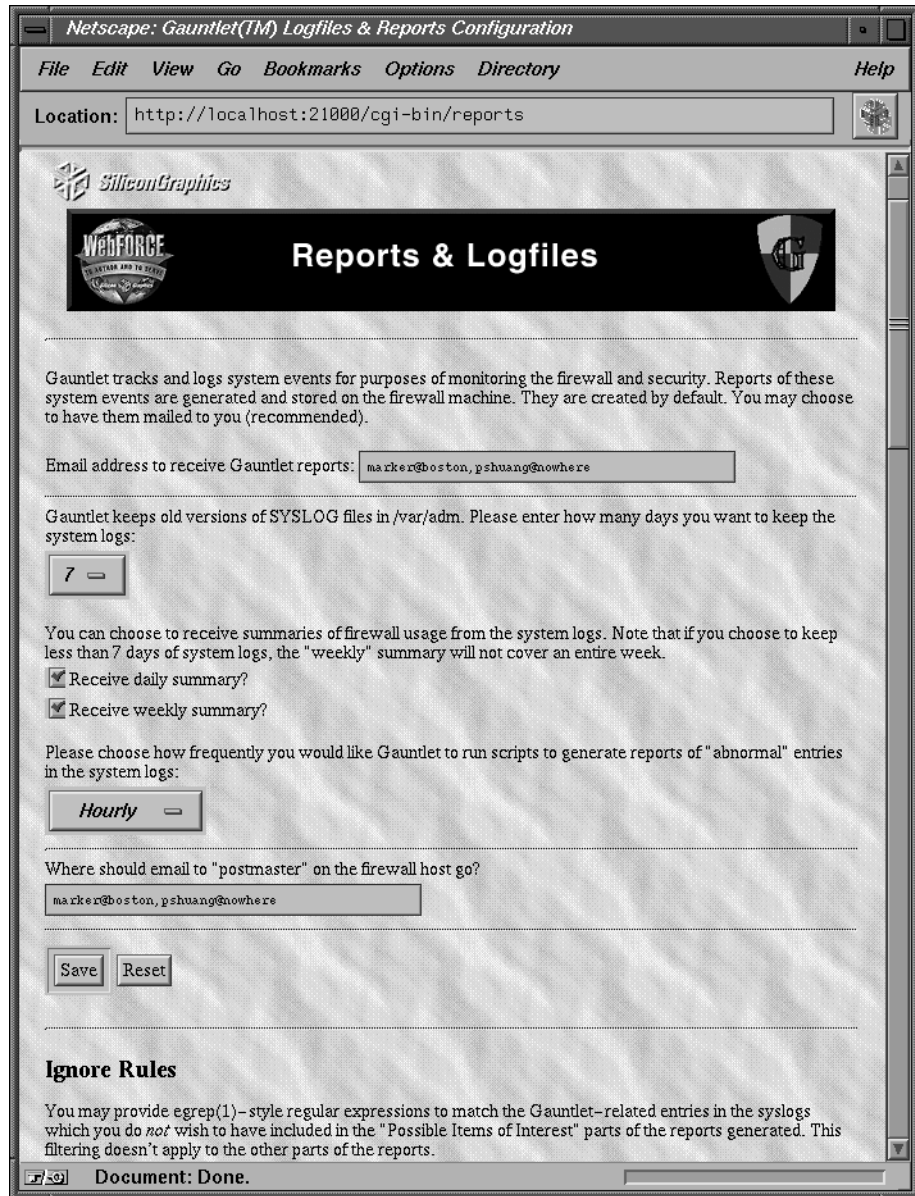 Netscape: Gauntlet(TM) Logfiles & Reports Configuration
File Edit View Go Bookmarks Options Directory Help
Location: http://localhost:21000/cgi-bin/reports
SiliconGraphics
WebFORCE
TO AUTHOR AND TO SERVE
Silicon Graphics
Reports & Logfiles
G
Gauntlet tracks and logs system events for purposes of monitoring the firewall and security. Reports of these
system events are generated and stored on the firewall machine. They are created by default. You may choose
to have them mailed to you (recommended).
Email address to receive Gauntlet reports: marker@boston,pshuang@nowhere
Gauntlet keeps old versions of SYSLOG files in /var/adm. Please enter how many days you want to keep the
system logs:
7
You can choose to receive summaries of firewall usage from the system logs. Note that if you choose to keep
less than 7 days of system logs, the "weekly" summary will not cover an entire week.
Receive daily summary?
Receive weekly summary?
Please choose how frequently you would like Gauntlet to run scripts to generate reports of "abnormal" entries
in the system logs:
Hourly
Where should email to "postmaster" on the firewall host go?
marker@boston,pshuang@nowhere
Save Reset
Ignore Rules
You may provide egrep(1)-style regular expressions to match the Gauntlet-related entries in the syslogs
which you do not wish to have included in the "Possible Items of Interest" parts of the reports generated. This
filtering doesn't apply to the other parts of the reports.
Document: Done.